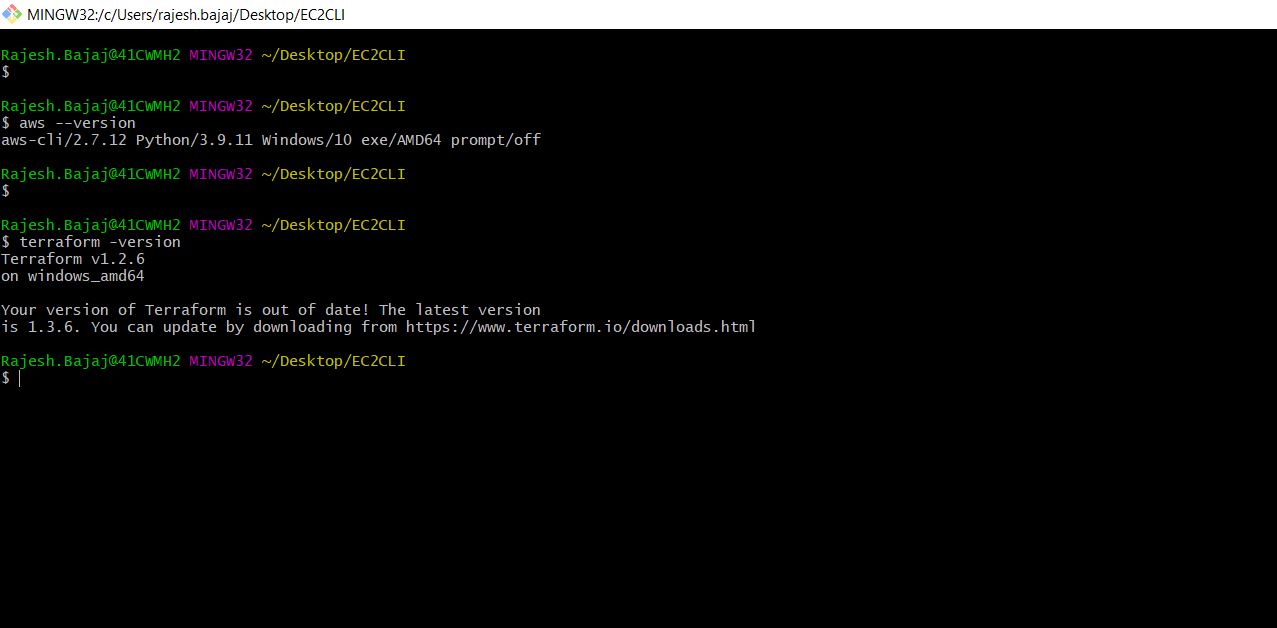 MINGW32:/c/Users/rajesh.bajaj/Desktop/EC2CLI
Rajesh.Bajaj@41CWMH2 MINGW32 ~/Desktop/EC2CLI
$
Rajesh.Bajaj@41CWMH2 MINGW32 ~/Desktop/EC2CLI
$ aws --version
aws-cli/2.7.12 Python/3.9.11 Windows/10 exe/AMD64 prompt/off
Rajesh.Bajaj@41CWMH2 MINGW32 ~/Desktop/EC2CLI
$
Rajesh.Bajaj@41CWMH2 MINGW32 ~/Desktop/EC2CLI
$ terraform -version
Terraform v1.2.6
on windows_amd64
Your version of Terraform is out of date! The latest version
is 1.3.6. You can update by downloading from https://www.terraform.io/downloads.html
Rajesh.Bajaj@41CWMH2 MINGW32 ~/Desktop/EC2CLI
$